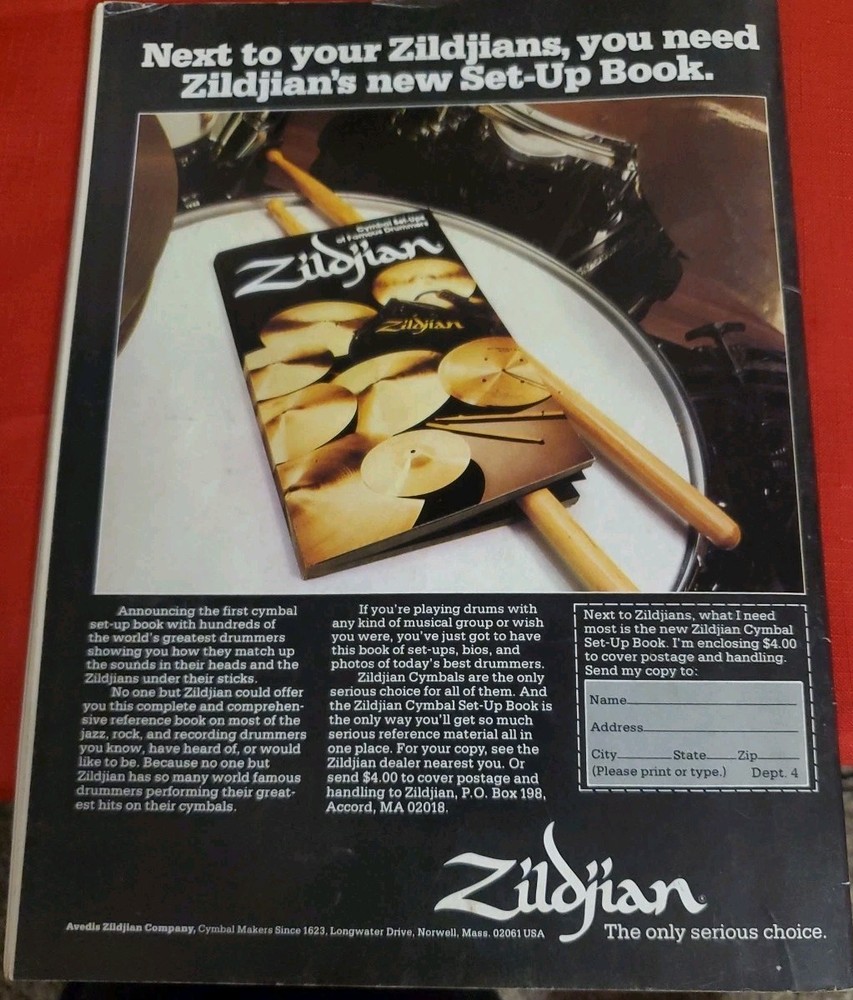 Next to your Zildjians, you need
Zildjian's new Set-Up Book.
Cymbal Set-Ups
of Famous Drummers
Zildjian
Zildjian
Announcing the first cymbal
set-up book with hundreds of
the world's greatest drummers
showing you how they match up
the sounds in their heads and the
Zildjians under their sticks.
No one but Zildjian could offer
you this complete and comprehen-
sive reference book on most of the
jazz, rock, and recording drummers
you know, have heard of, or would
like to be. Because no one but
Zildjian has so many world famous
drummers performing their great-
est hits on their cymbals.
If you're playing drums with
any kind of musical group or wish
you were, you've just got to have
this book of set-ups, bios, and
photos of today's best drummers.
Zildjian Cymbals are the only
serious choice for all of them. And
the Zildjian Cymbal Set-Up Book is
the only way you'll get so much
serious reference material all in
one place. For your copy, see the
Zildjian dealer nearest you. Or
send $4.00 to cover postage and
handling to Zildjian, P.O. Box 198,
Accord, MA 02018.
Next to Zildjians, what I need
most is the new Zildjian Cymbal
Set-Up Book. I'm enclosing $4.00
to cover postage and handling.
Send my copy to:
Name
Address
City State Zip
(Please print or type.) Dept. 4
Zildjian
The only serious choice.
Avedis Zildjian Company, Cymbal Makers Since 1623, Longwater Drive, Norwell, Mass. 02061 USA